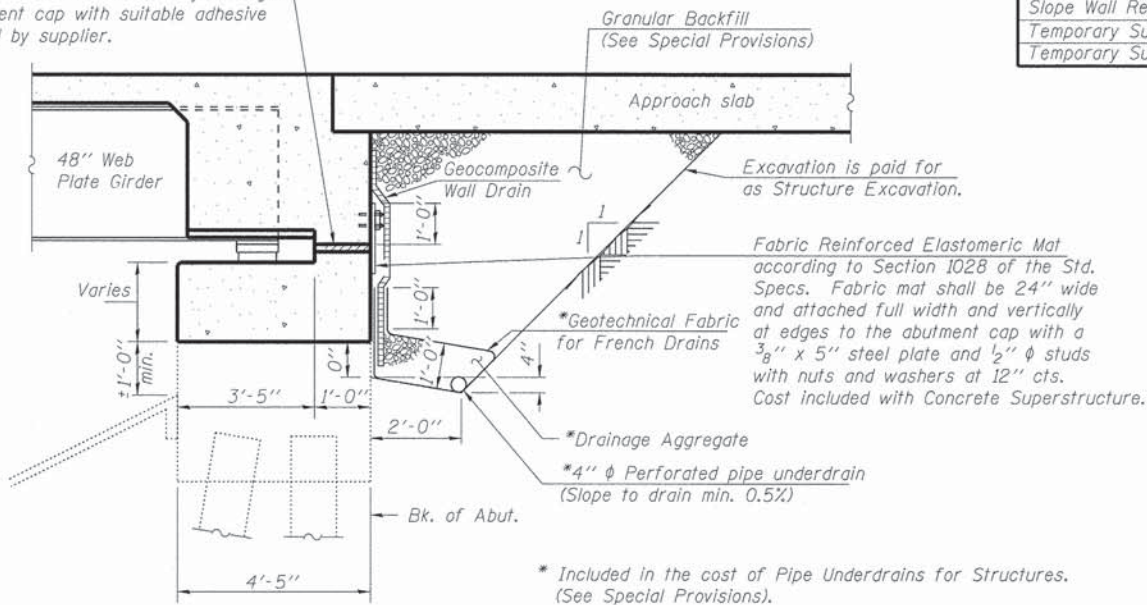 ent cap with suitable adhesive
by supplier.
Granular Backfill
(See Special Provisions)
Slope Wall Re
Temporary Su
Temporary Su
Approach slab
48" Web
Plate Girder
Geocomposite
Wall Drain
Excavation is paid for
as Structure Excavation.
1'-0"
1
1
Fabric Reinforced Elastomeric Mat
according to Section 1028 of the Std.
Specs. Fabric mat shall be 24" wide
and attached full width and vertically
at edges to the abutment cap with a
3/8" x 5" steel plate and 1/2" ϕ studs
with nuts and washers at 12" cts.
Cost included with Concrete Superstructure.
Varies
1'-0"
*Geotechnical Fabric
for French Drains
±1'-0"
min.
0"
1'-0"
4"
3'-5"
1'-0"
2'-0"
*Drainage Aggregate
*4" ϕ Perforated pipe underdrain
(Slope to drain min. 0.5%)
Bk. of Abut.
4'-5"
* Included in the cost of Pipe Underdrains for Structures.
(See Special Provisions).